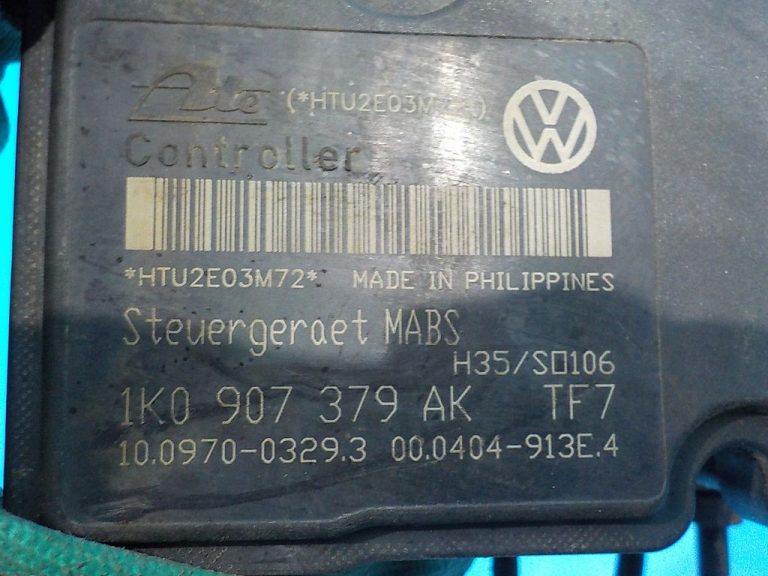 Ate (*HTU2E03M72*)
Controller
*HTU2E03M72* MADE IN PHILIPPINES
Steuergeraet MABS
H35/S0106
1K0 907 379 AK TF7
10.0970-0329.3 00.0404-913E.4